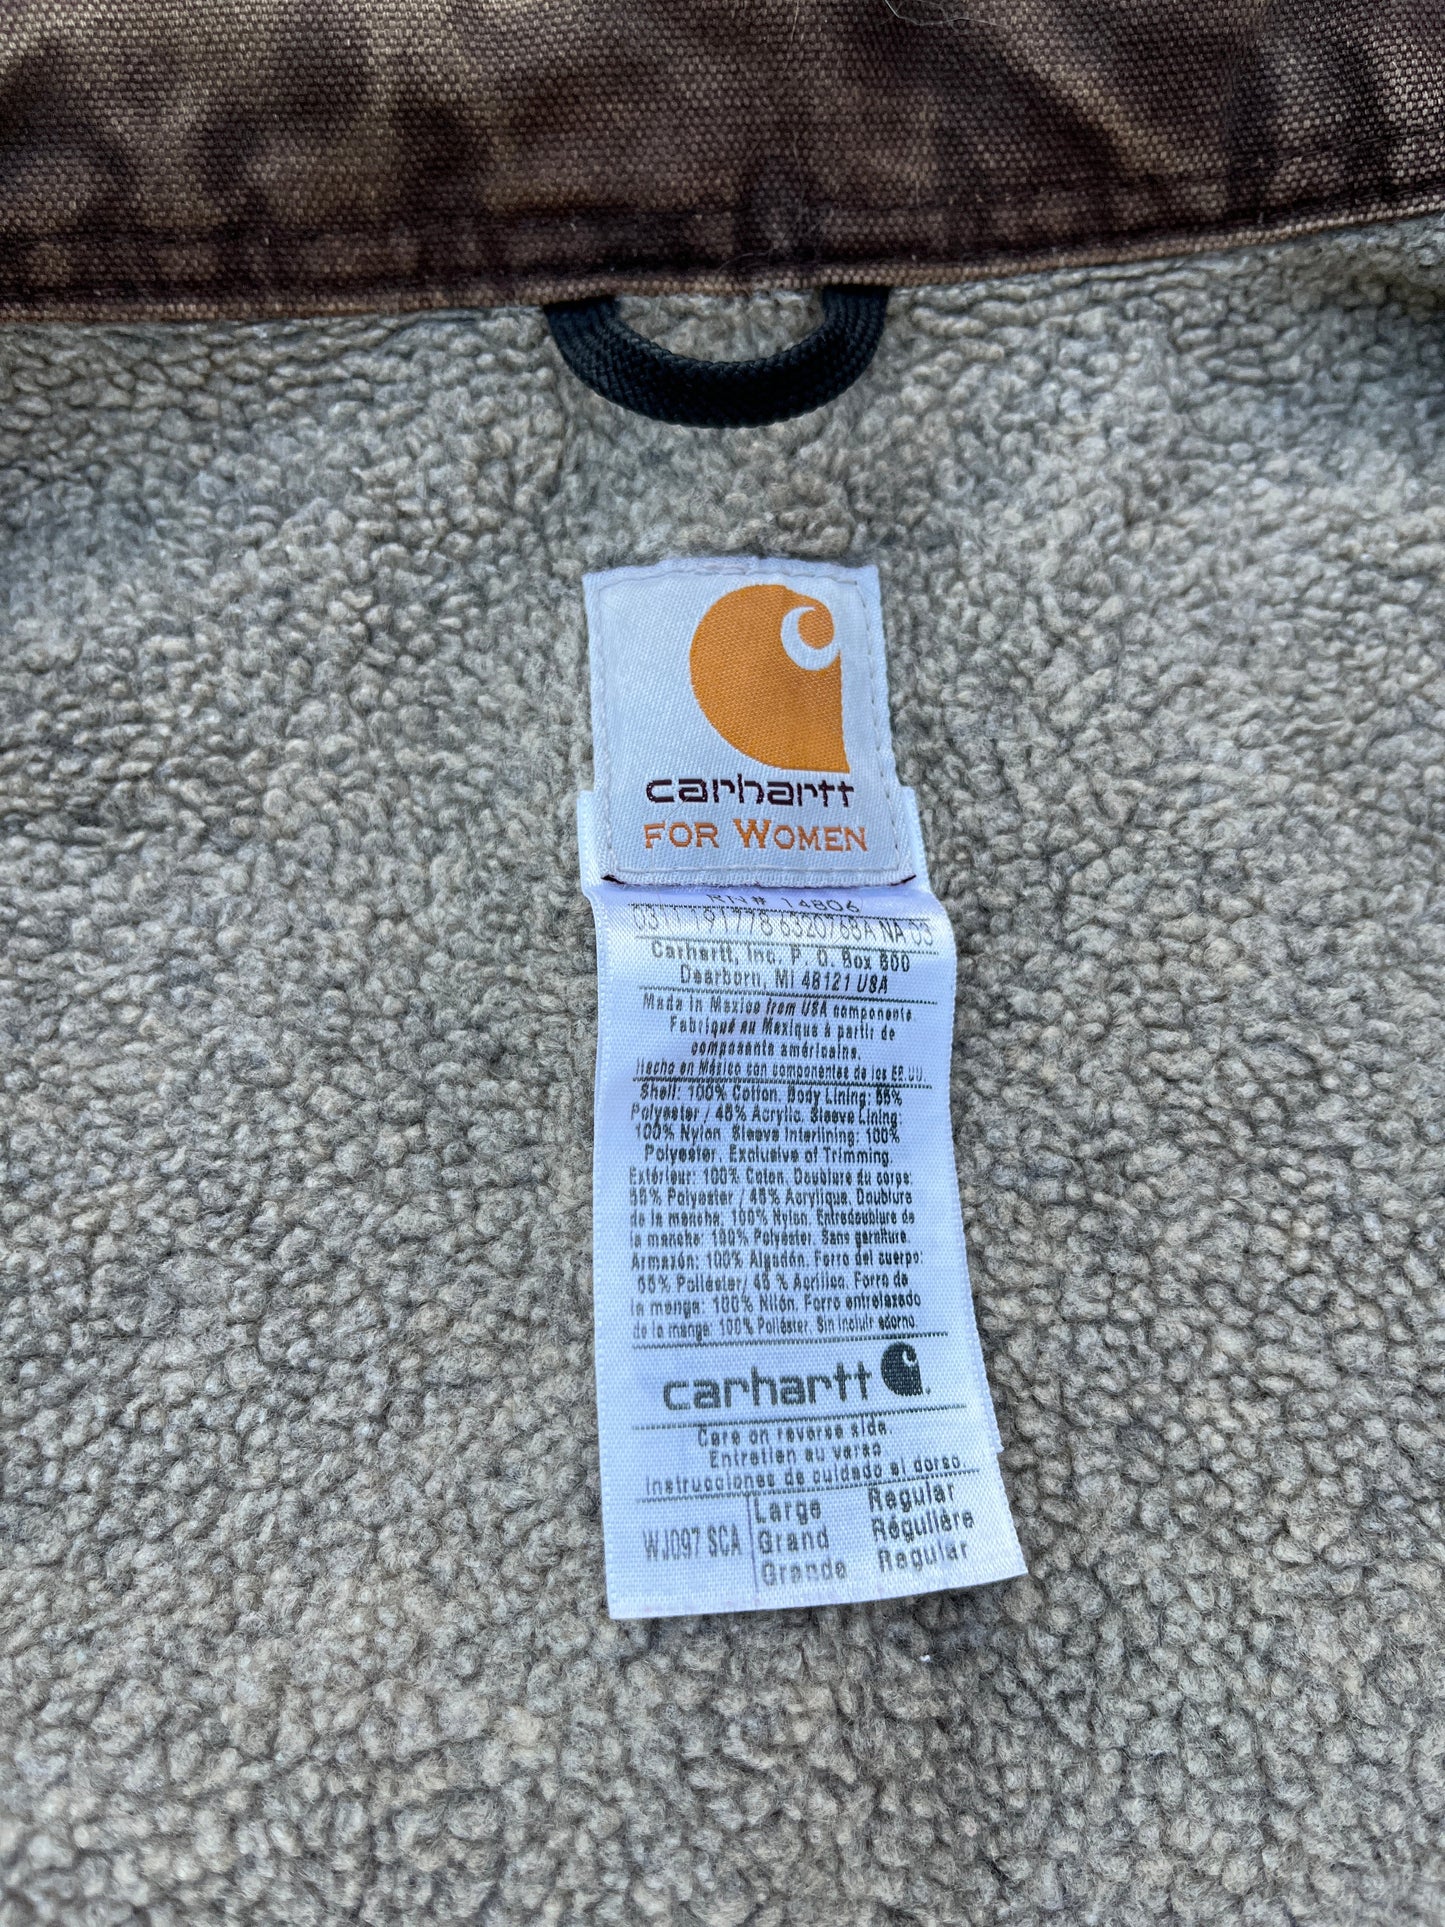 carhartt
FOR WOMEN
RN# 14806
191778 632076BA NA 03
Carhartt, Inc. P. O. Box 600
Dearborn, MI 48121 USA
Made in Mexico from USA components
Fabriqué au Mexique à partir de
composants américains.
Hecho en México con componentes de los EE.UU.
Shell: 100% Cotton. Body Lining: 55%
Polyester / 45% Acrylic. Sleeve Lining:
100% Nylon. Sleeve Interlining: 100%
Polyester. Exclusive of Trimming.
Extérieur: 100% Coton. Doublure du corps:
55% Polyester / 45% Acrylique. Doublure
de la manche: 100% Nylon. Entredoublure de
la manche: 100% Polyéster. Sans garniture.
Armazón: 100% Algodón. Forro del cuerpo:
55% Poliéster/ 45 % Acrílico. Forro de
la manga: 100% Nilón. Forro entrelazado
de la manga: 100% Poliéster. Sin incluir adorno.
carhartt
Care on reverse side.
Entretien au verso
Instrucciones de cuidado al dorso.
WJ097 SCA
Large Regular
Grand Régulière
Grande Regular